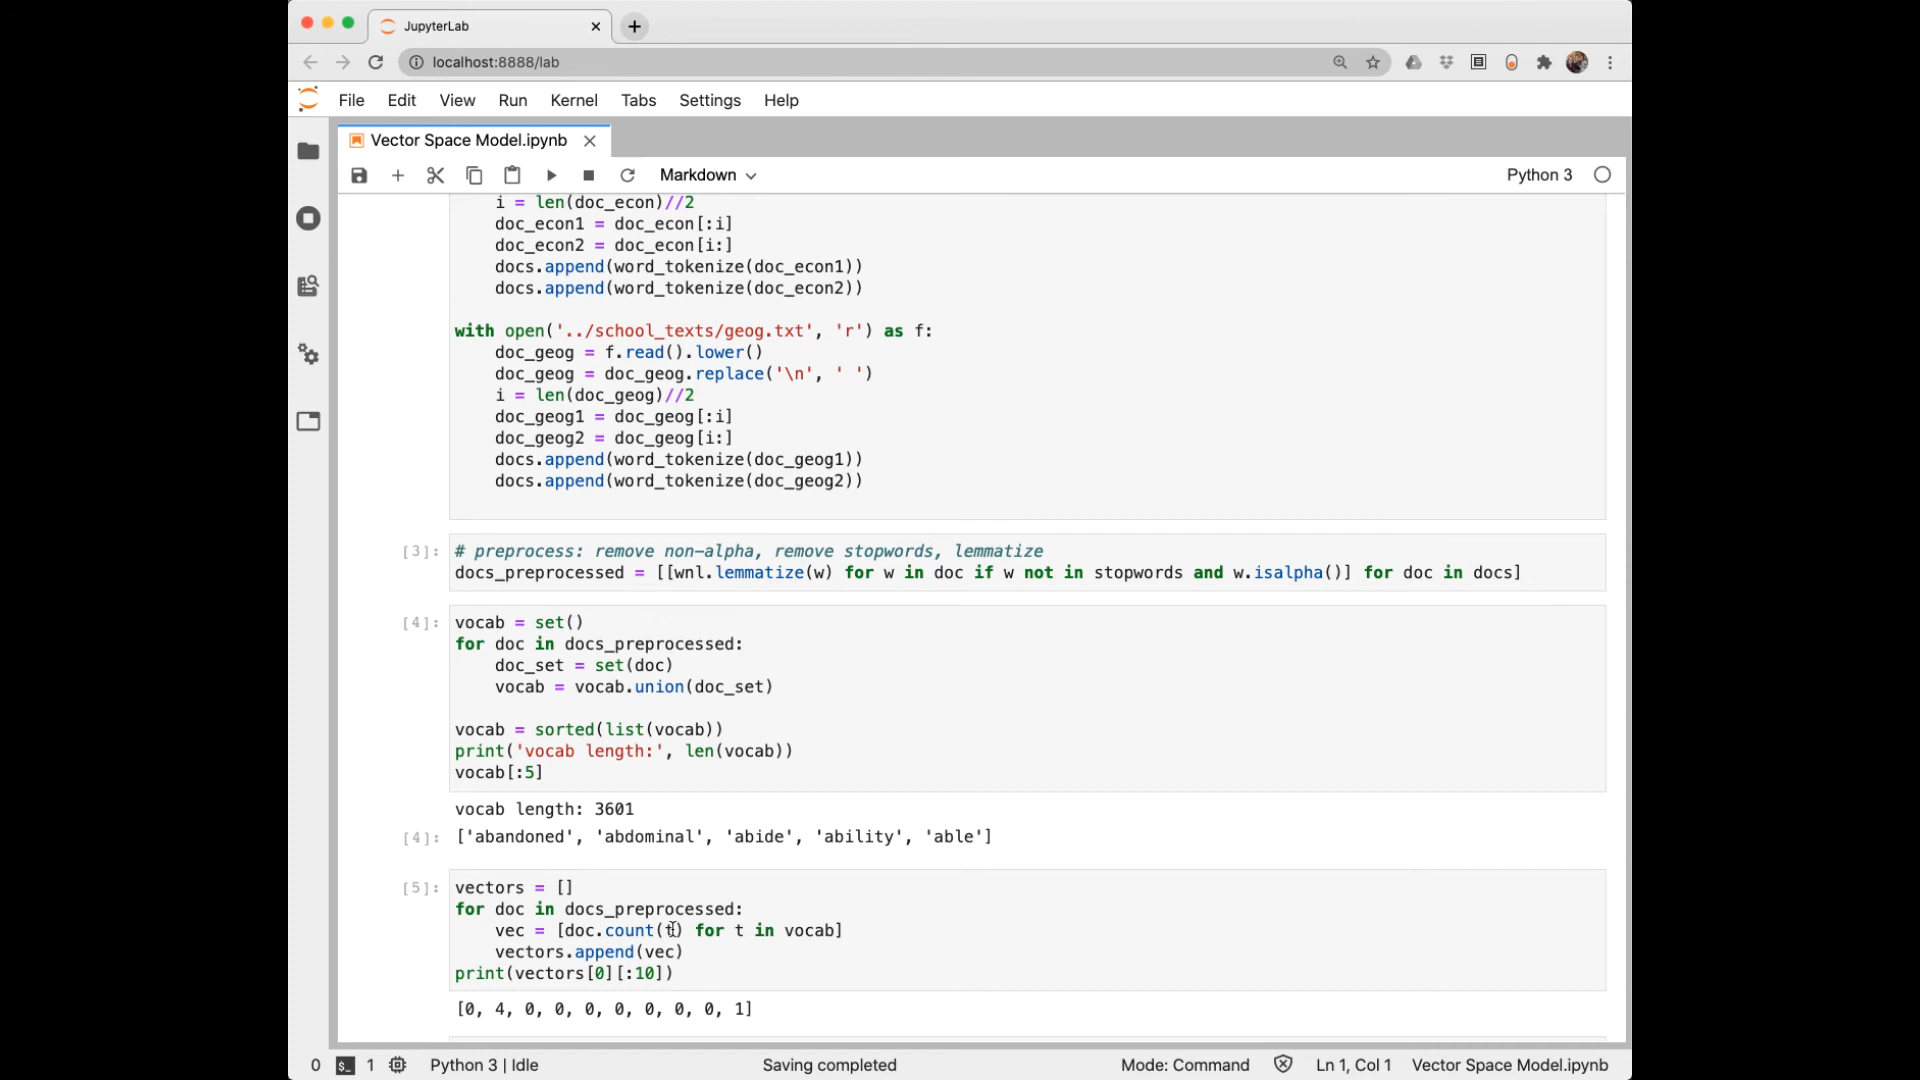 JupyterLab
localhost:8888/lab
File Edit View Run Kernel Tabs Settings Help
Vector Space Model.ipynb
Markdown
Python 3
    i = len(doc_econ)//2
    doc_econ1 = doc_econ[:i]
    doc_econ2 = doc_econ[i:]
    docs.append(word_tokenize(doc_econ1))
    docs.append(word_tokenize(doc_econ2))
with open('../school_texts/geog.txt', 'r') as f:
    doc_geog = f.read().lower()
    doc_geog = doc_geog.replace('\n', ' ')
    i = len(doc_geog)//2
    doc_geog1 = doc_geog[:i]
    doc_geog2 = doc_geog[i:]
    docs.append(word_tokenize(doc_geog1))
    docs.append(word_tokenize(doc_geog2))
[3]: # preprocess: remove non-alpha, remove stopwords, lemmatize
docs_preprocessed = [[wnl.lemmatize(w) for w in doc if w not in stopwords and w.isalpha()] for doc in docs]
[4]: vocab = set()
for doc in docs_preprocessed:
    doc_set = set(doc)
    vocab = vocab.union(doc_set)
vocab = sorted(list(vocab))
print('vocab length:', len(vocab))
vocab[:5]
vocab length: 3601
[4]: ['abandoned', 'abdominal', 'abide', 'ability', 'able']
[5]: vectors = []
for doc in docs_preprocessed:
    vec = [doc.count(t) for t in vocab]
    vectors.append(vec)
print(vectors[0][:10])
[0, 4, 0, 0, 0, 0, 0, 0, 0, 1]
0 $_ 1 Python 3 | Idle Saving completed Mode: Command Ln 1, Col 1 Vector Space Model.ipynb